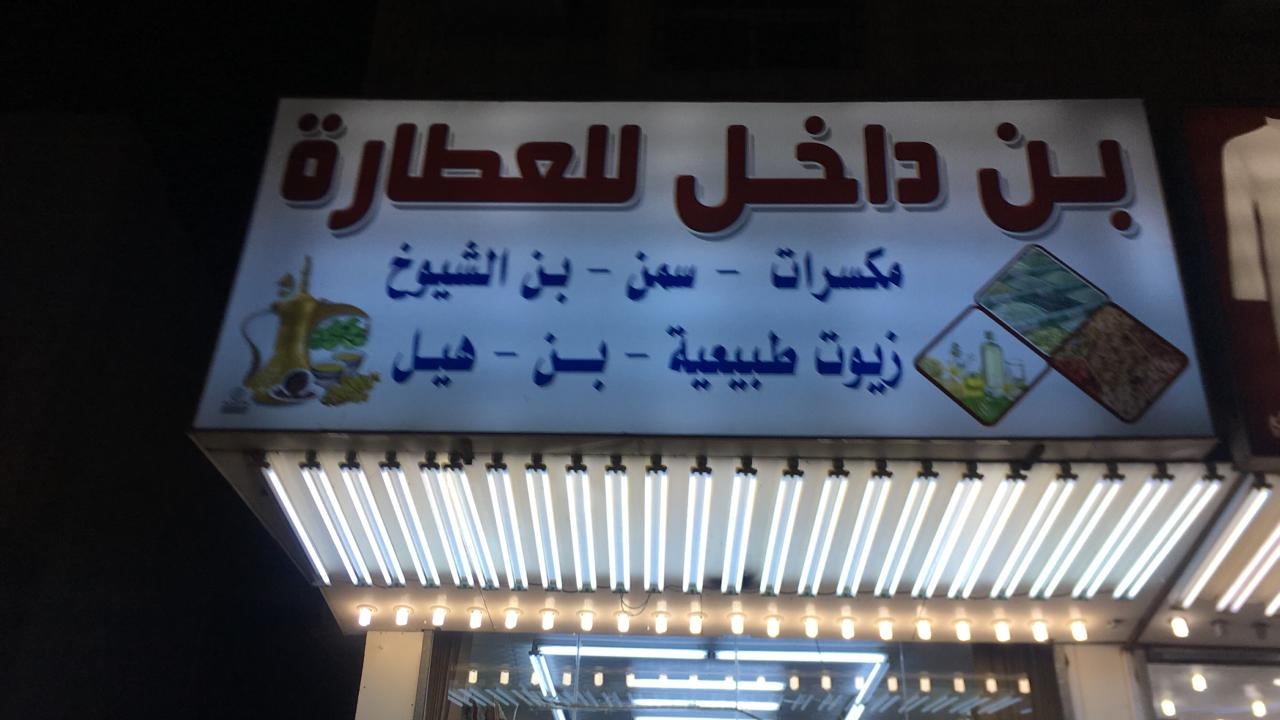 بن داخل للعطارة
مكسرات - سمن - بن الشيوخ
زيوت طبيعية - بن - هيل